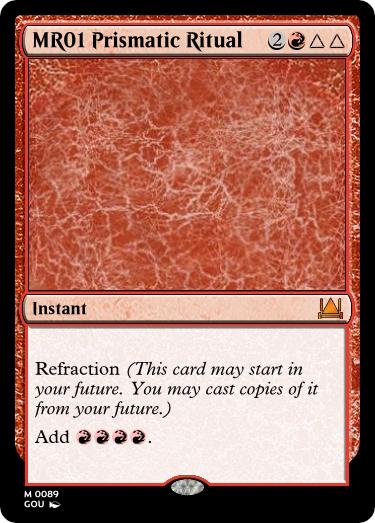 MR01 Prismatic Ritual 2
Instant
Refraction (This card may start in
your future. You may cast copies of it
from your future.)
Add .
M 0089
GOU